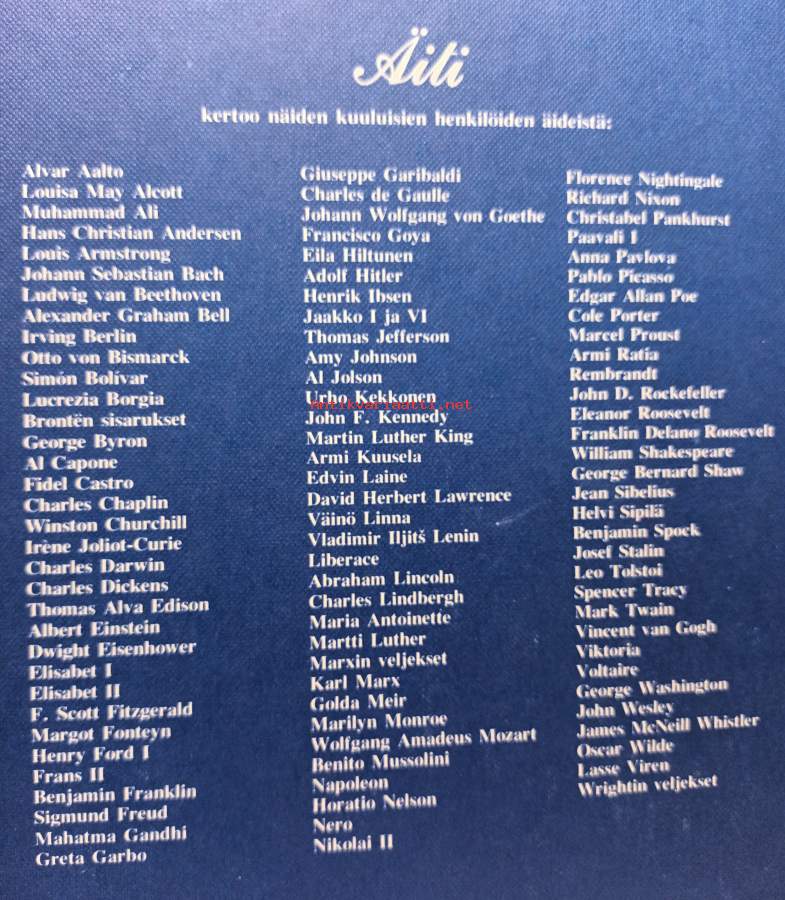 Äiti
kertoo näiden kuuluisien henkilöiden äideistä:
Alvar Aalto
Louisa May Alcott
Muhammad Ali
Hans Christian Andersen
Louis Armstrong
Johann Sebastian Bach
Ludwig van Beethoven
Alexander Graham Bell
Irving Berlin
Otto von Bismarck
Simón Bolívar
Lucrezia Borgia
Brontën sisarukset
George Byron
Al Capone
Fidel Castro
Charles Chaplin
Winston Churchill
Irène Joliot-Curie
Charles Darwin
Charles Dickens
Thomas Alva Edison
Albert Einstein
Dwight Eisenhower
Elisabet I
Elisabet II
F. Scott Fitzgerald
Margot Fonteyn
Henry Ford I
Frans II
Benjamin Franklin
Sigmund Freud
Mahatma Gandhi
Greta Garbo
Giuseppe Garibaldi
Charles de Gaulle
Johann Wolfgang von Goethe
Francisco Goya
Eila Hiltunen
Adolf Hitler
Henrik Ibsen
Jaakko I ja VI
Thomas Jefferson
Amy Johnson
Al Jolson
Urho Kekkonen
antikvariaatti.net
John F. Kennedy
Martin Luther King
Armi Kuusela
Edvin Laine
David Herbert Lawrence
Väinö Linna
Vladimir Iljitš Lenin
Liberace
Abraham Lincoln
Charles Lindbergh
Maria Antoinette
Martti Luther
Marxin veljekset
Karl Marx
Golda Meir
Marilyn Monroe
Wolfgang Amadeus Mozart
Benito Mussolini
Napoleon
Horatio Nelson
Nero
Nikolai II
Florence Nightingale
Richard Nixon
Christabel Pankhurst
Paavali I
Anna Pavlova
Pablo Picasso
Edgar Allan Poe
Cole Porter
Marcel Proust
Armi Ratia
Rembrandt
John D. Rockefeller
Eleanor Roosevelt
Franklin Delano Roosevelt
William Shakespeare
George Bernard Shaw
Jean Sibelius
Helvi Sipilä
Benjamin Spock
Josef Stalin
Leo Tolstoi
Spencer Tracy
Mark Twain
Vincent van Gogh
Viktoria
Voltaire
George Washington
John Wesley
James McNeill Whistler
Oscar Wilde
Lasse Viren
Wrightin veljekset